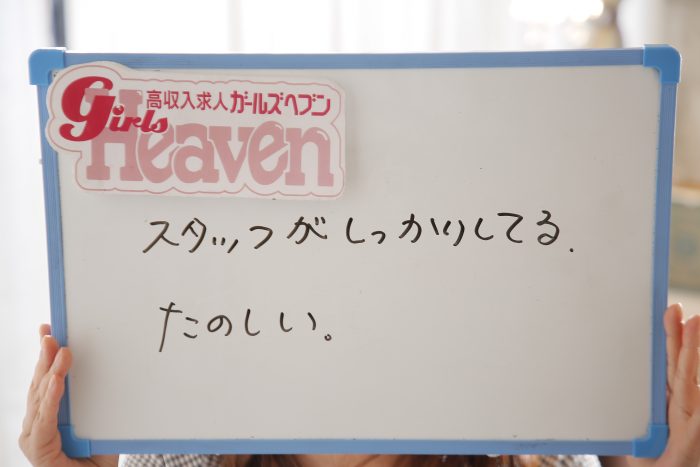 高収入求人 ガールズヘブン
Girls
Heaven
スタッフがしっかりしてる.
たのしい。